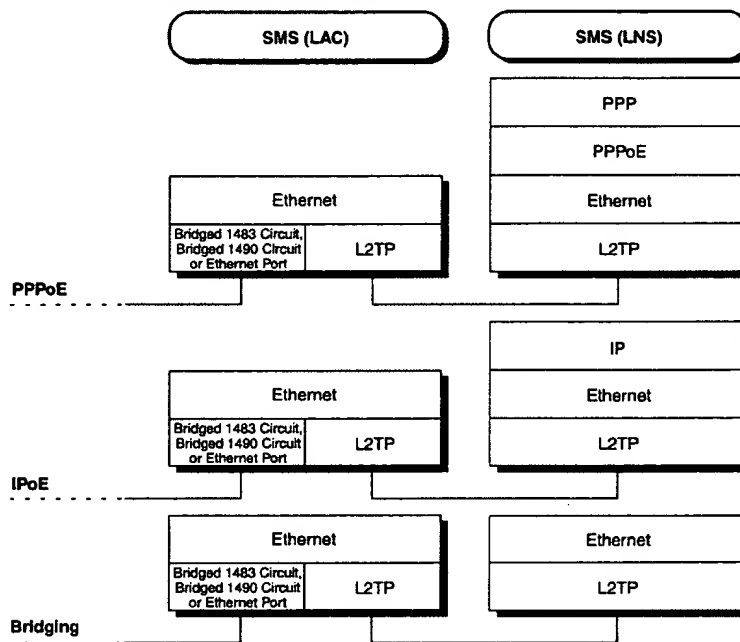 SMS (LAC)
SMS (LNS)
PPP
PPPoE
Ethernet
L2TP
Ethernet
Bridged 1483 Circuit,
Bridged 1490 Circuit
or Ethernet Port
L2TP
PPPoE
IP
Ethernet
L2TP
Ethernet
Bridged 1483 Circuit,
Bridged 1490 Circuit
or Ethernet Port
L2TP
IPoE
Ethernet
Bridged 1483 Circuit,
Bridged 1490 Circuit
or Ethernet Port
L2TP
Ethernet
L2TP
Bridging